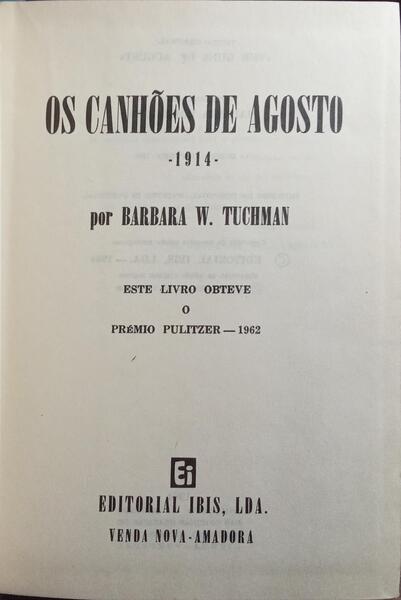 OS CANHÕES DE AGOSTO
-1914-
por BARBARA W. TUCHMAN
ESTE LIVRO OBTEVE
O
PRÉMIO PULITZER — 1962
Ei
EDITORIAL IBIS, LDA.
VENDA NOVA-AMADORA